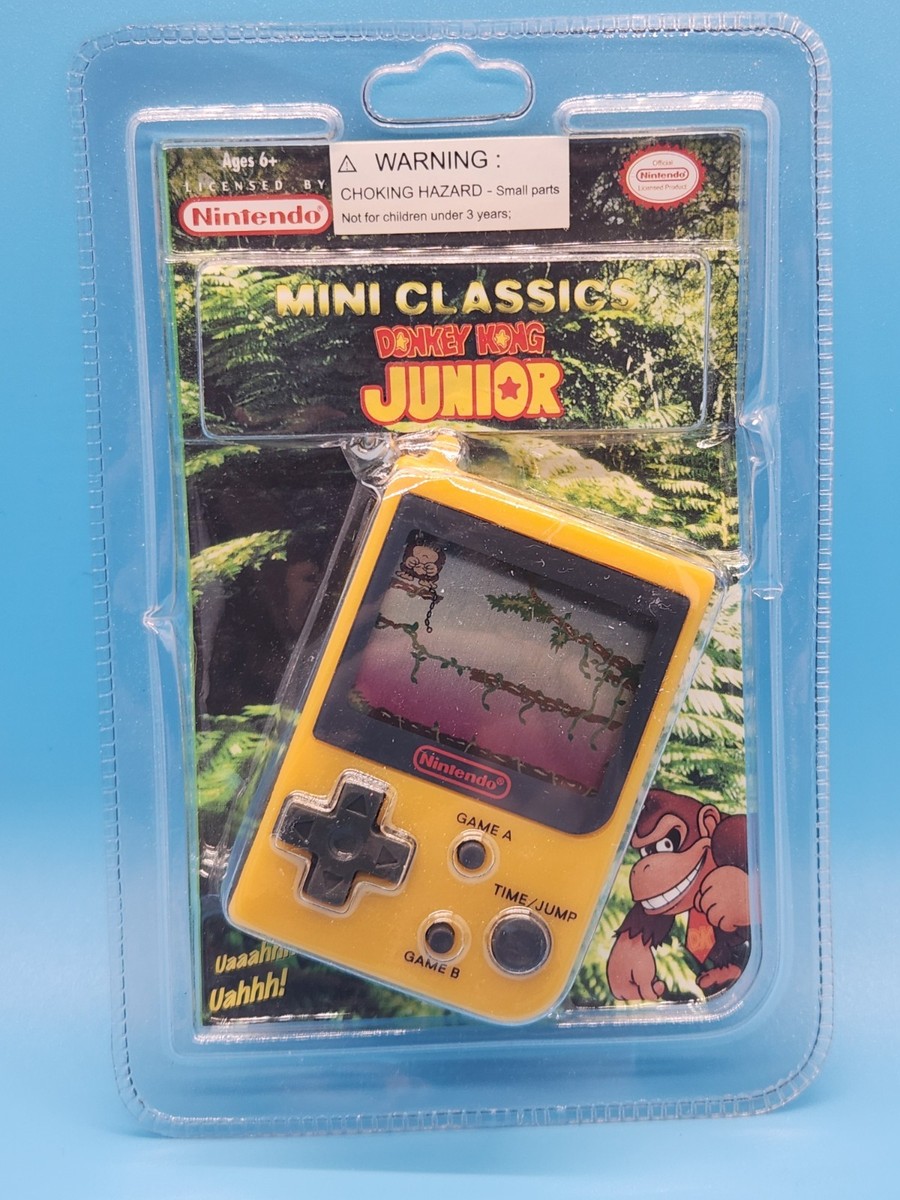 Ages 6+
LICENSED BY
Nintendo®
⚠ WARNING :
CHOKING HAZARD - Small parts
Not for children under 3 years;
Official
Nintendo
Licensed Product
MINI CLASSICS
DONKEY KONG
JUNIOR
Nintendo®
GAME A
TIME/JUMP
GAME B
Uahhh!
DK